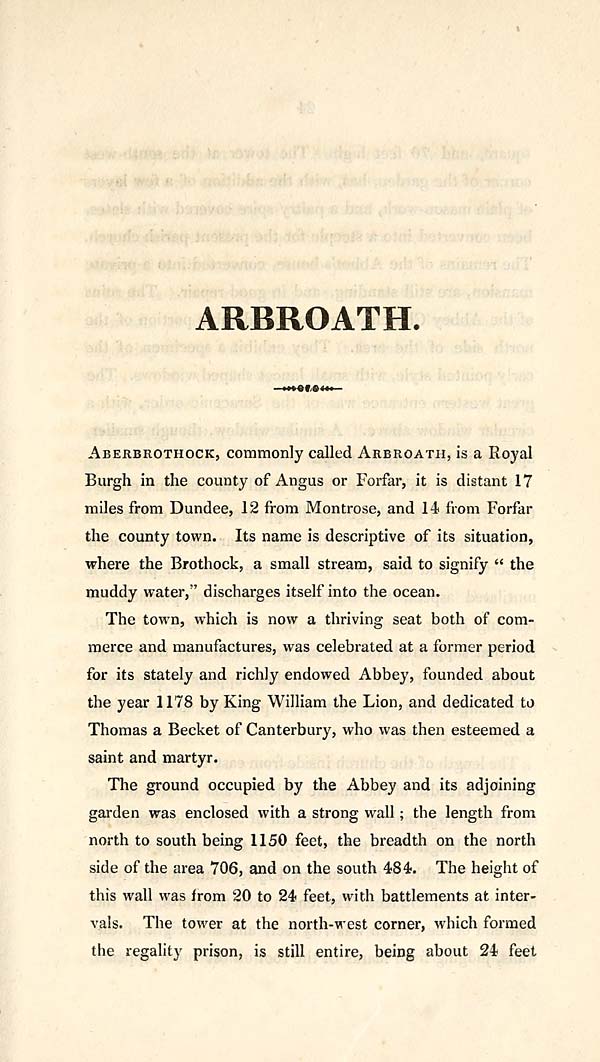 ARBROATH.
ABERBROTHOCK, commonly called ARBROATH, is a Royal
Burgh in the county of Angus or Forfar, it is distant 17
miles from Dundee, 12 from Montrose, and 14 from Forfar
the county town. Its name is descriptive of its situation,
where the Brothock, a small stream, said to signify “ the
muddy water,” discharges itself into the ocean.
The town, which is now a thriving seat both of com-
merce and manufactures, was celebrated at a former period
for its stately and richly endowed Abbey, founded about
the year 1178 by King William the Lion, and dedicated to
Thomas a Becket of Canterbury, who was then esteemed a
saint and martyr.
The ground occupied by the Abbey and its adjoining
garden was enclosed with a strong wall ; the length from
north to south being 1150 feet, the breadth on the north
side of the area 706, and on the south 484. The height of
this wall was from 20 to 24 feet, with battlements at inter-
vals. The tower at the north-west corner, which formed
the regality prison, is still entire, being about 24 feet